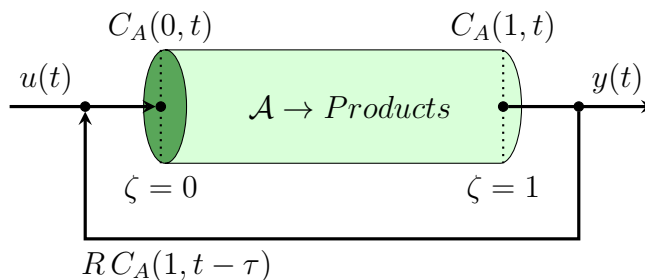 C_A(0, t) C_A(1, t)
u(t) y(t)
𝒜 → Products
ζ = 0 ζ = 1
R C_A(1, t − τ)